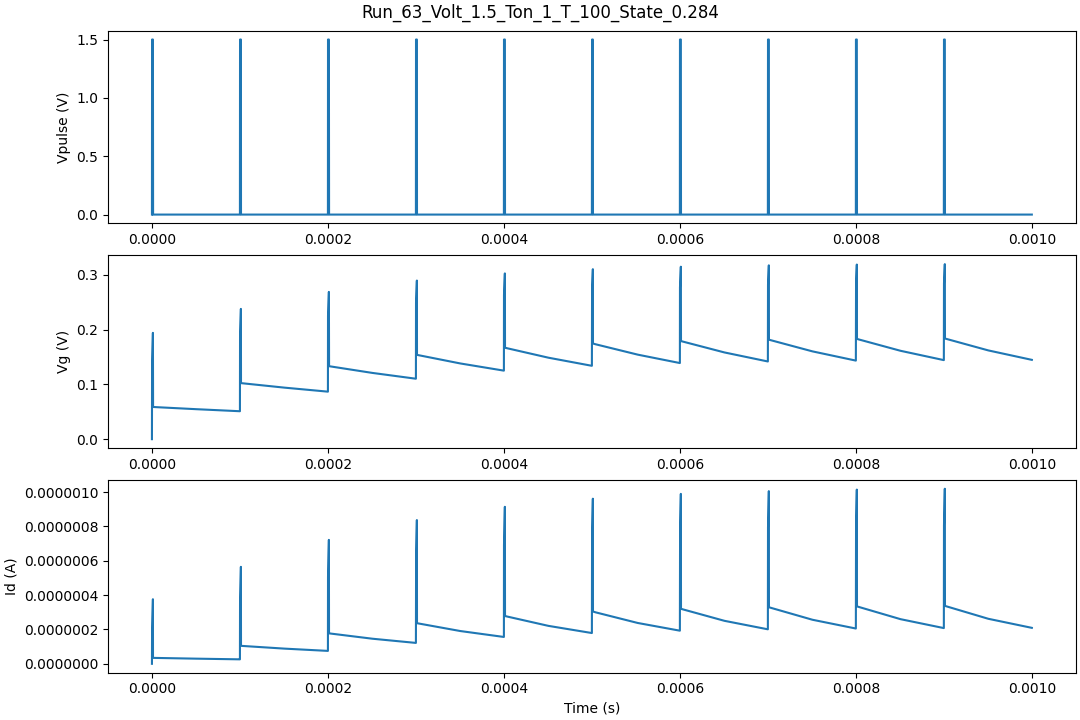 Run_63_Volt_1.5_Ton_1_T_100_State_0.284
Vpulse (V)
1.5
1.0
0.5
0.0
0.0000 0.0002 0.0004 0.0006 0.0008 0.0010
Vg (V)
0.3
0.2
0.1
0.0
0.0000 0.0002 0.0004 0.0006 0.0008 0.0010
Id (A)
0.0000010
0.0000008
0.0000006
0.0000004
0.0000002
0.0000000
0.0000 0.0002 0.0004 0.0006 0.0008 0.0010
Time (s)